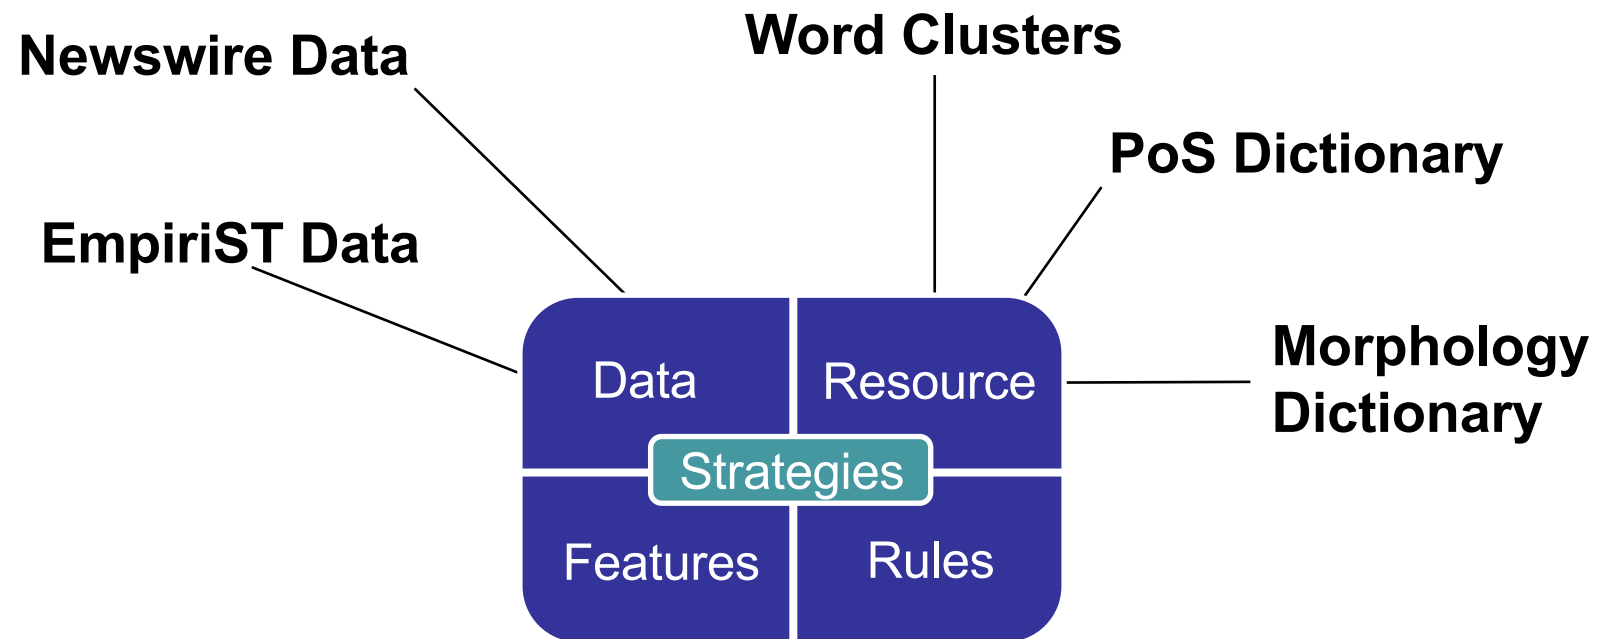 Word Clusters
Newswire Data
PoS Dictionary
EmpiriST Data
Morphology
Dictionary
Data
Resource
Strategies
Features
Rules